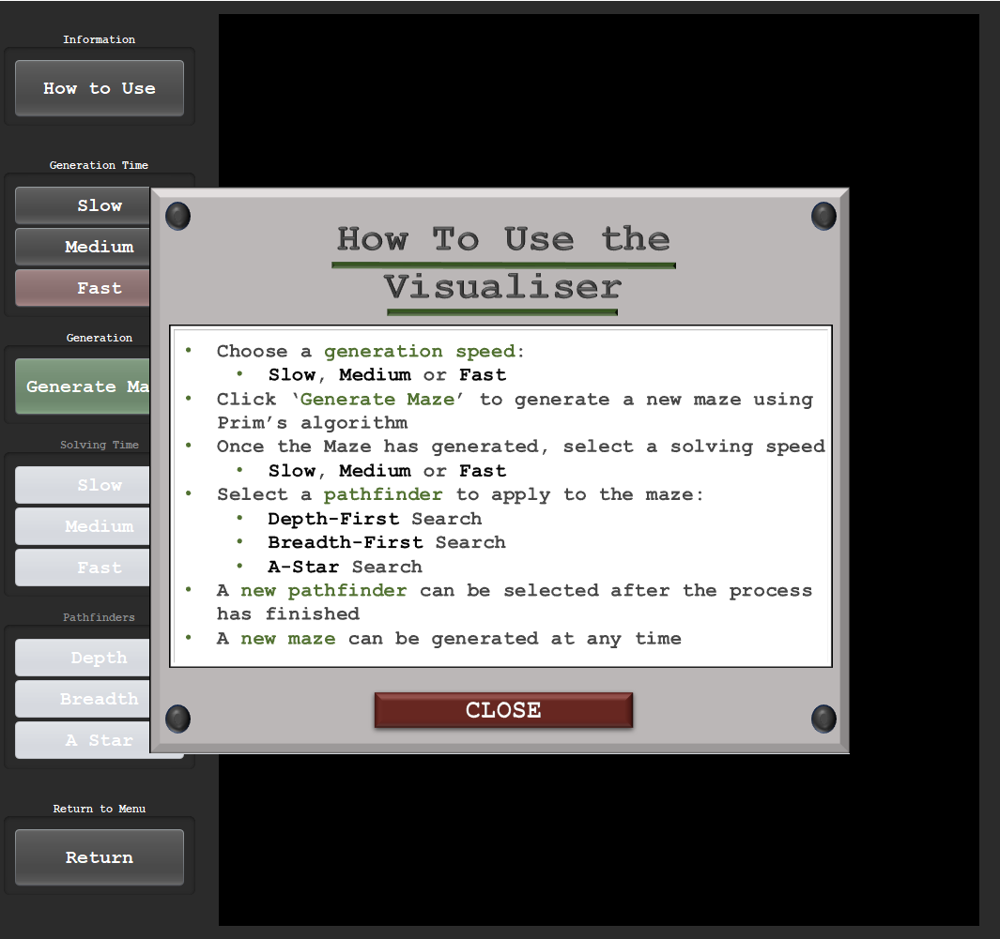 Information
How to Use
Generation Time
Slow
Medium
Fast
Generation
Generate Ma
Solving Time
Slow
Medium
Fast
Pathfinders
Depth
Breadth
A Star
Return to Menu
Return
How To Use the
Visualiser
• Choose a generation speed:
• Slow, Medium or Fast
• Click ‘Generate Maze’ to generate a new maze using
Prim’s algorithm
• Once the Maze has generated, select a solving speed
• Slow, Medium or Fast
• Select a pathfinder to apply to the maze:
• Depth-First Search
• Breadth-First Search
• A-Star Search
• A new pathfinder can be selected after the process
has finished
• A new maze can be generated at any time
CLOSE